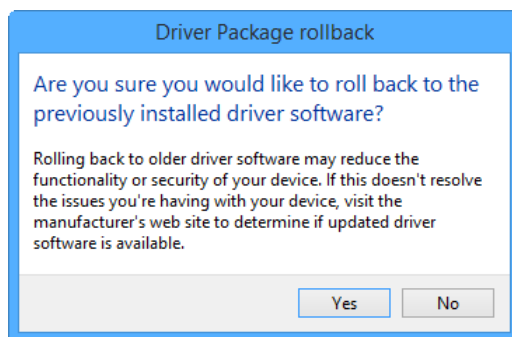 Driver Package rollback
Are you sure you would like to roll back to the
previously installed driver software?
Rolling back to older driver software may reduce the
functionality or security of your device. If this doesn't resolve
the issues you're having with your device, visit the
manufacturer's web site to determine if updated driver
software is available.
Yes
No